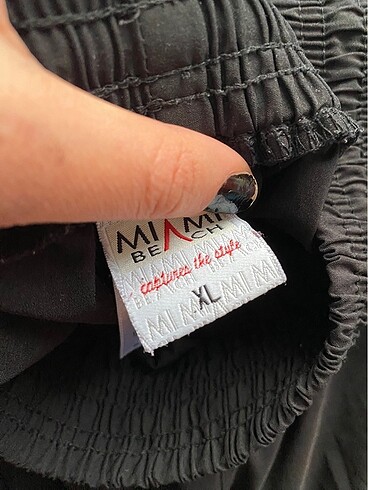 MIAMI
BEACH
captures the style
XL